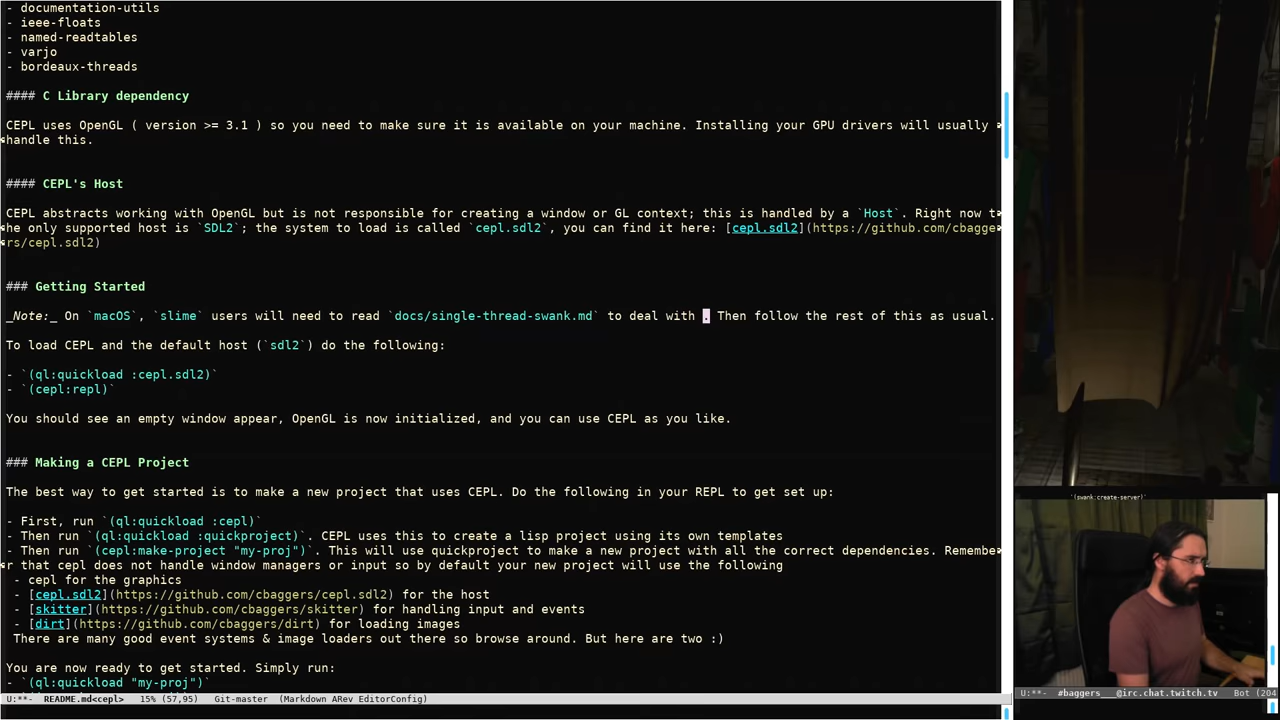 - documentation-utils
- ieee-floats
- named-readtables
- varjo
- bordeaux-threads
#### C Library dependency
CEPL uses OpenGL ( version >= 3.1 ) so you need to make sure it is available on your machine. Installing your GPU drivers will usually
handle this.
#### CEPL's Host
CEPL abstracts working with OpenGL but is not responsible for creating a window or GL context; this is handled by a `Host`. Right now t
he only supported host is `SDL2`; the system to load is called `cepl.sdl2`, you can find it here: [cepl.sdl2](https://github.com/cbagge
rs/cepl.sdl2)
### Getting Started
_Note:_ On `macOS`, `slime` users will need to read `docs/single-thread-swank.md` to deal with . Then follow the rest of this as usual.
To load CEPL and the default host (`sdl2`) do the following:
- `(ql:quickload :cepl.sdl2)`
- `(cepl:repl)`
You should see an empty window appear, OpenGL is now initialized, and you can use CEPL as you like.
### Making a CEPL Project
The best way to get started is to make a new project that uses CEPL. Do the following in your REPL to get set up:
- First, run `(ql:quickload :cepl)`
- Then run `(ql:quickload :quickproject)`. CEPL uses this to create a lisp project using its own templates
- Then run `(cepl:make-project "my-proj")`. This will use quickproject to make a new project with all the correct dependencies. Remembe
r that cepl does not handle window managers or input so by default your new project will use the following
- cepl for the graphics
- [cepl.sdl2](https://github.com/cbaggers/cepl.sdl2) for the host
- [skitter](https://github.com/cbaggers/skitter) for handling input and events
- [dirt](https://github.com/cbaggers/dirt) for loading images
There are many good event systems & image loaders out there so browse around. But here are two :)
You are now ready to get started. Simply run:
- `(ql:quickload "my-proj")`
U:**- README.md<cepl> 15% (57,95) Git-master (Markdown ARev EditorConfig)
`(swank:create-server)`
U:**- #baggers___@irc.chat.twitch.tv Bot (204